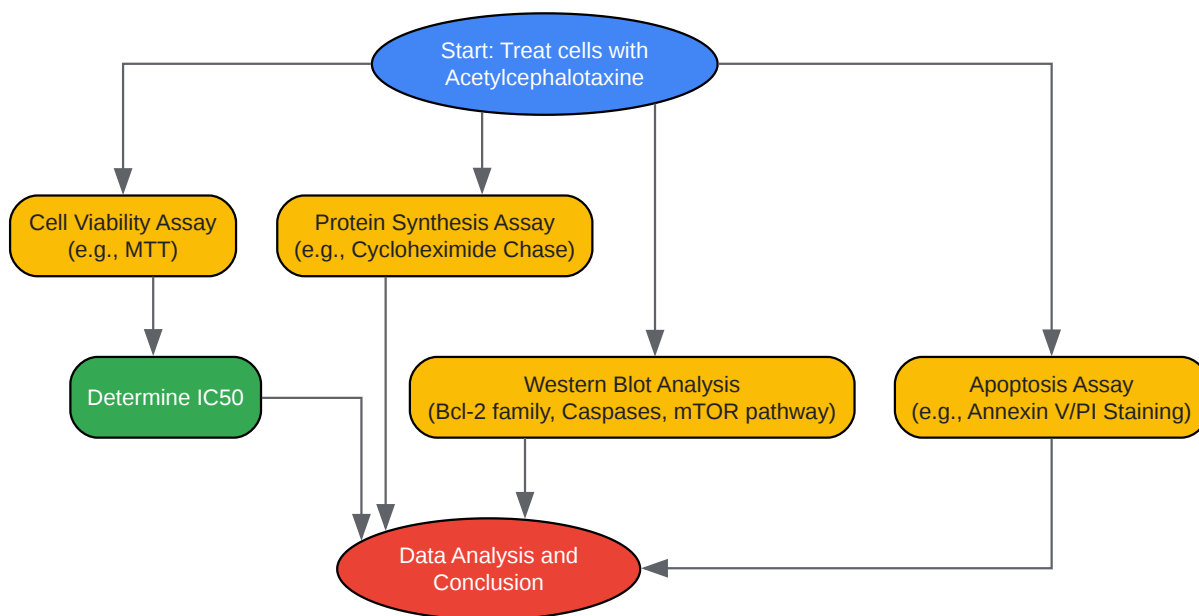 Start: Treat cells with
Acetylcephalotaxine
Cell Viability Assay
(e.g., MTT)
Protein Synthesis Assay
(e.g., Cycloheximide Chase)
Determine IC50
Western Blot Analysis
(Bcl-2 family, Caspases, mTOR pathway)
Apoptosis Assay
(e.g., Annexin V/PI Staining)
Data Analysis and
Conclusion